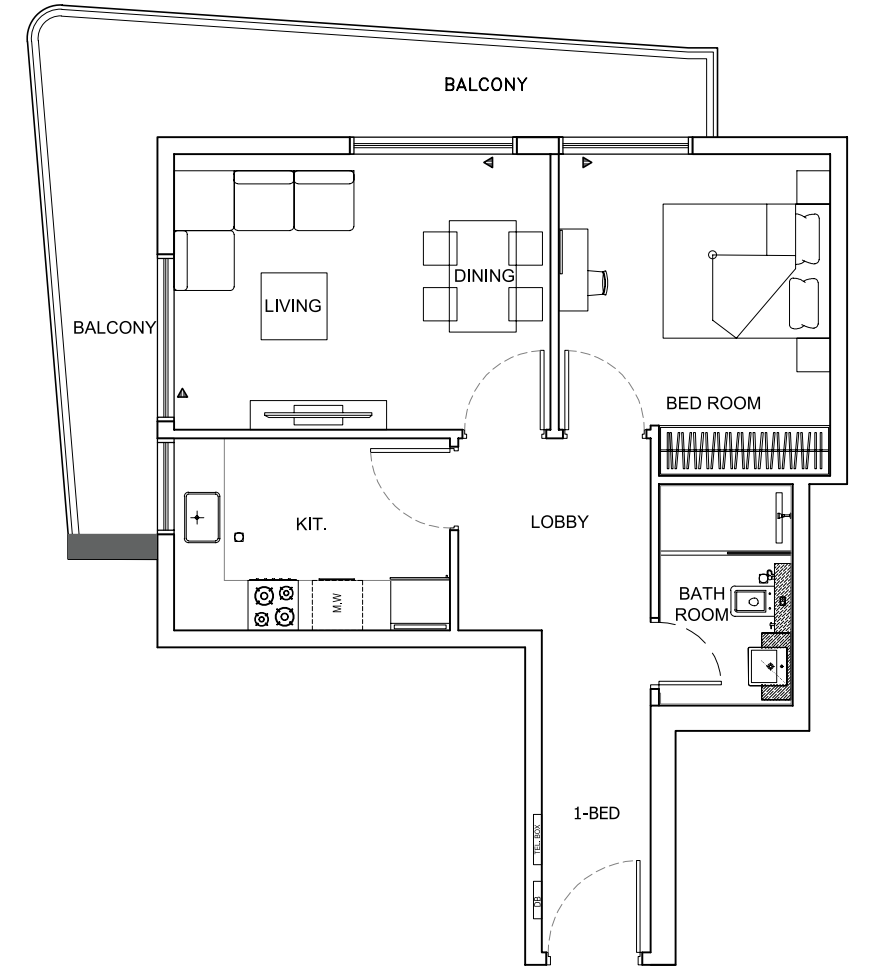 BALCONY
DINING
LIVING
BALCONY
BED ROOM
KIT.
LOBBY
M.W
BATH
ROOM
1-BED
TEL. BOX
DB